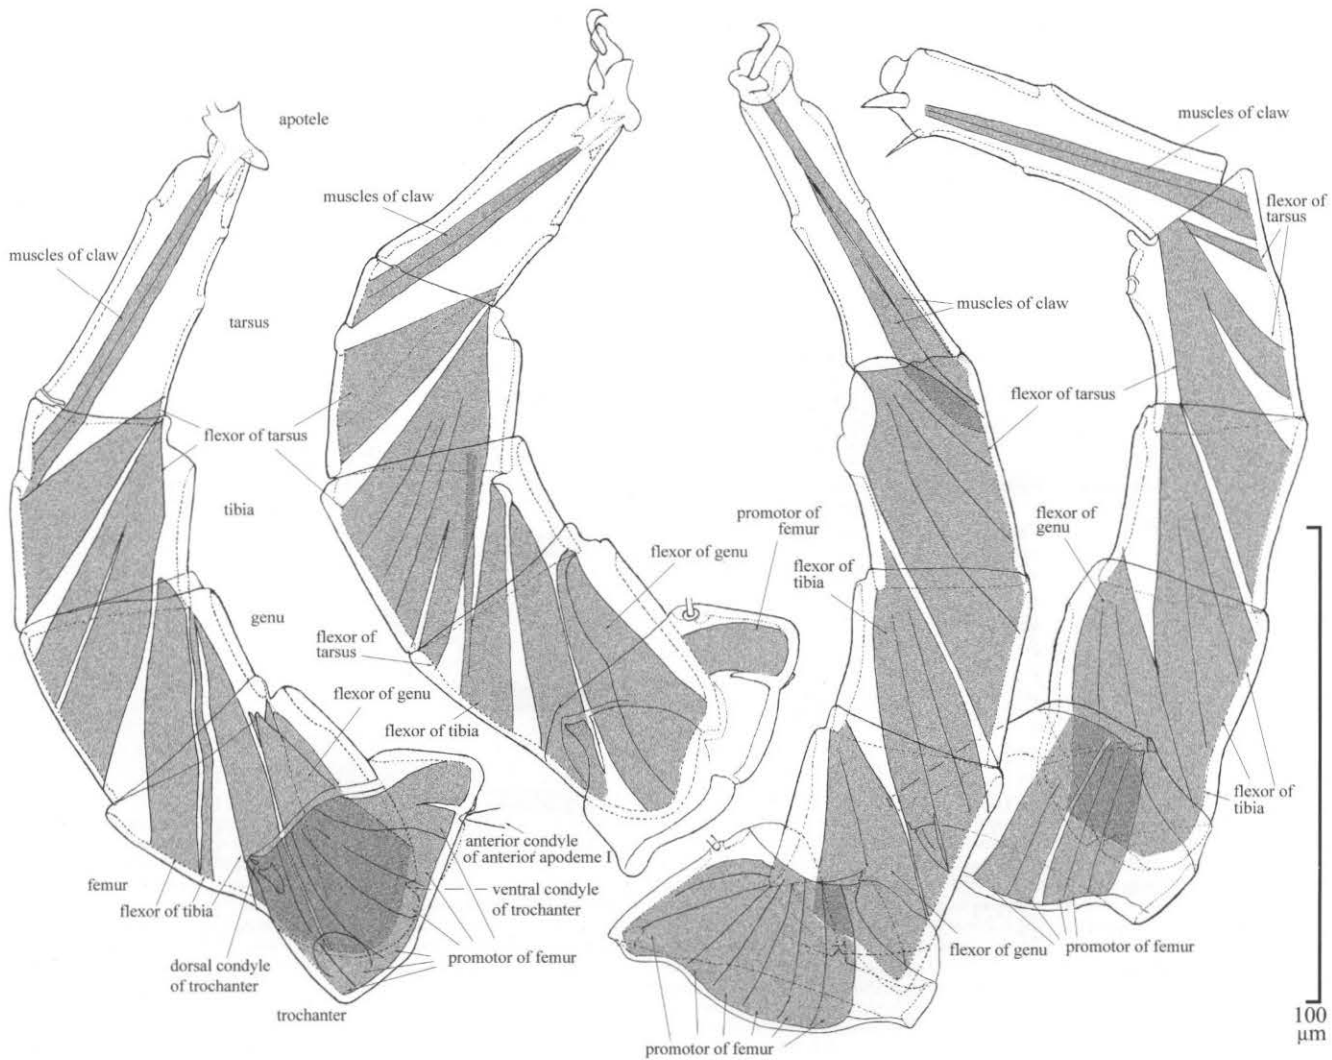 apotele
muscles of claw
muscles of claw
muscles of claw
flexor of
tarsus
tarsus
muscles of claw
flexor of tarsus
flexor of tarsus
tibia
promotor of
femur
flexor of genu
flexor of
tibia
flexor of
genu
genu
flexor of
tarsus
flexor of genu
flexor of tibia
flexor of
tibia
anterior condyle
of anterior apodeme I
femur
ventral condyle
of trochanter
flexor of tibia
dorsal condyle
of trochanter
promotor of femur
flexor of genu
promotor of femur
trochanter
promotor of femur
100
µm